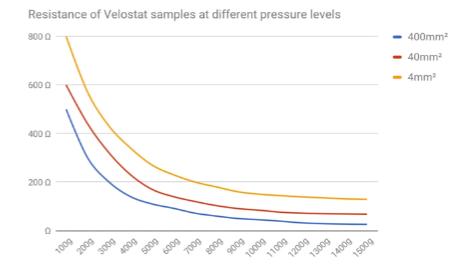 Resistance of Velostat samples at different pressure levels
800 Ω
600 Ω
400 Ω
200 Ω
Ω
400mm²
40mm²
4mm²
100g
200g
300g
400g
500g
600g
700g
800g
900g
1000g
1100g
1200g
1300g
1400g
1500g